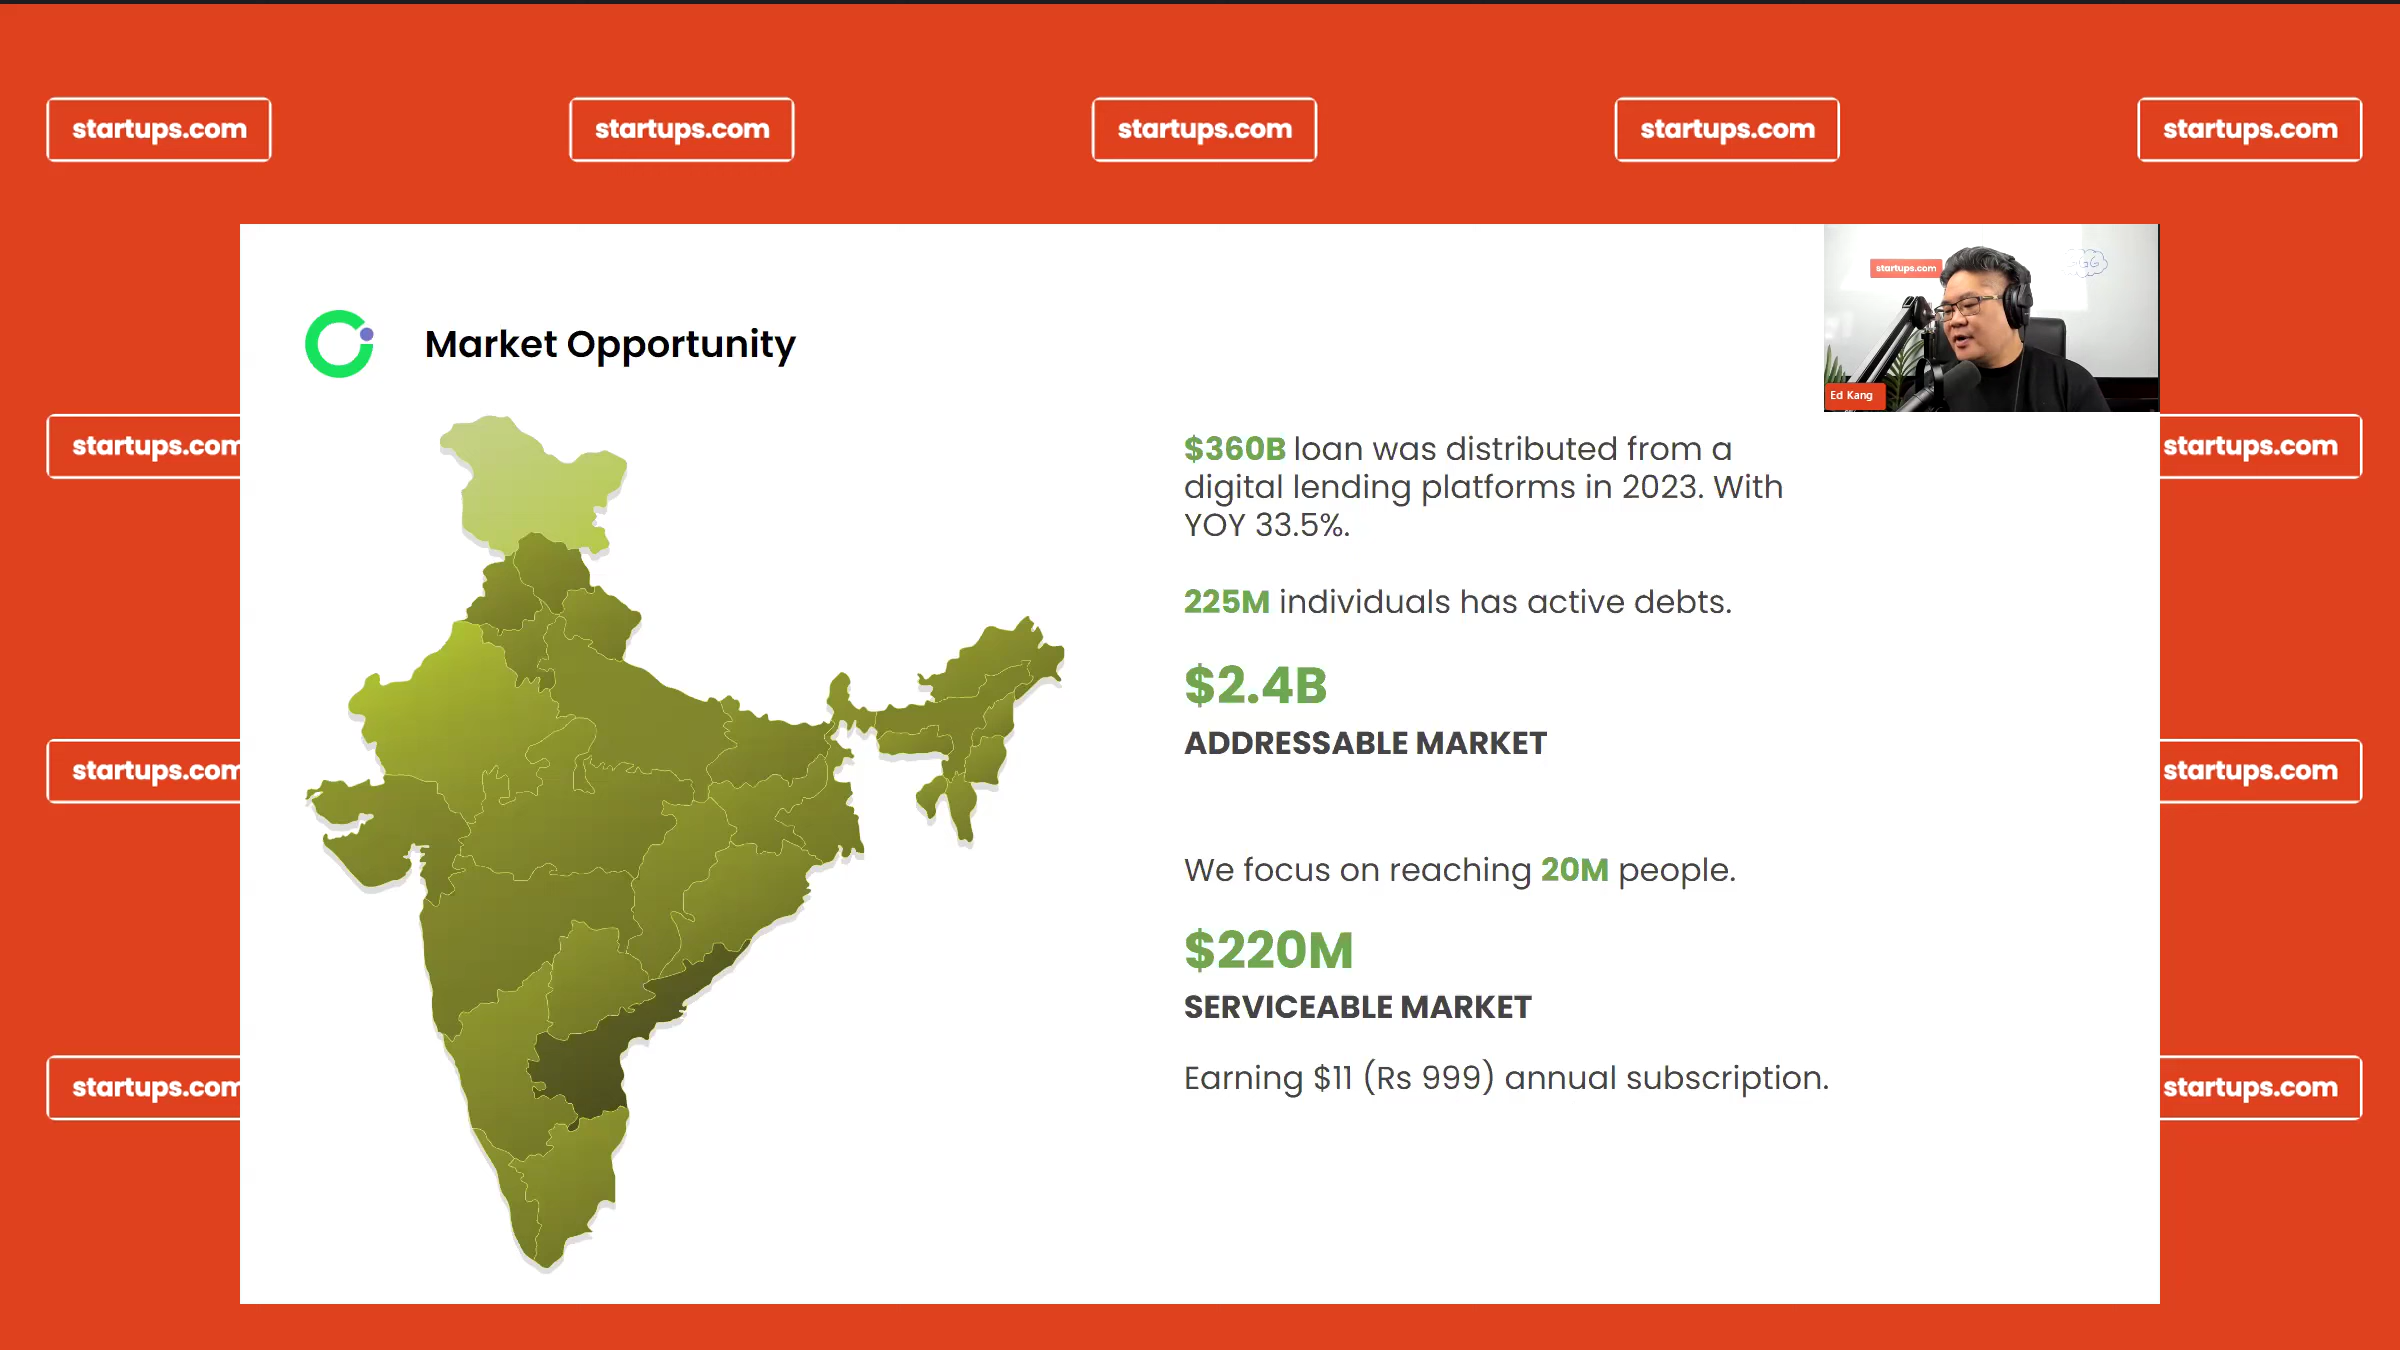 startups.com
startups.com
startups.com
startups.com
startups.com
startups.com
GG
Ed Kang
Market Opportunity
startups.com
startups.com
$360B loan was distributed from a
digital lending platforms in 2023. With
YOY 33.5%.
225M individuals has active debts.
$2.4B
ADDRESSABLE MARKET
startups.com
startups.com
We focus on reaching 20M people.
$220M
SERVICEABLE MARKET
Earning $11 (Rs 999) annual subscription.
startups.com
startups.com